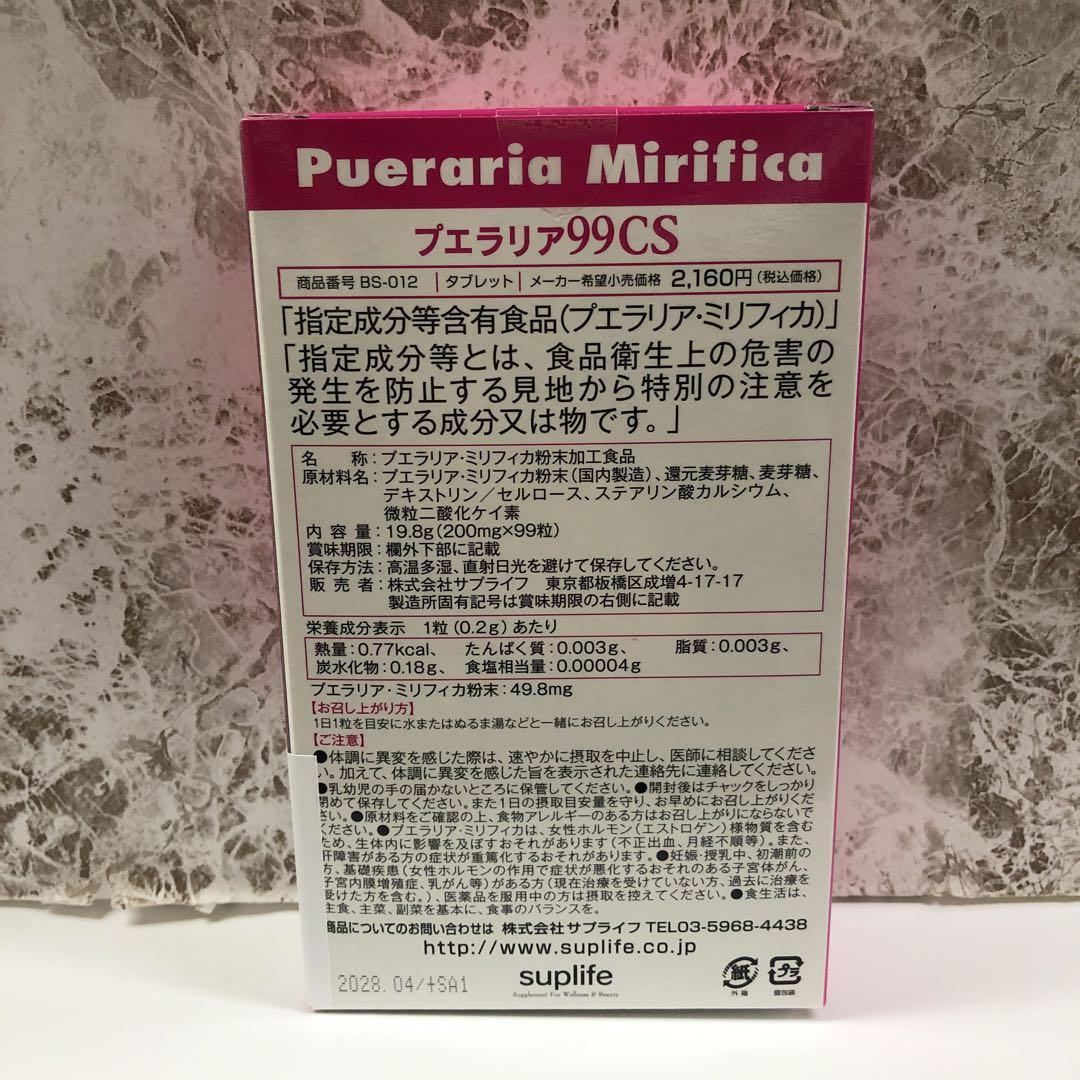 Pueraria Mirifica
プエラリア99CS
商品番号 BS-012 | タブレット | メーカー希望小売価格 2,160円(税込価格)
「指定成分等含有食品(プエラリア・ミリフィカ)」
「指定成分等とは、食品衛生上の危害の
発生を防止する見地から特別の注意を
必要とする成分又は物です。」
名 称:プエラリア・ミリフィカ粉末加工食品
原材料名:プエラリア・ミリフィカ粉末(国内製造)、還元麦芽糖、麦芽糖、
デキストリン/セルロース、ステアリン酸カルシウム、
微粒二酸化ケイ素
内 容 量:19.8g(200mg×99粒)
賞味期限:欄外下部に記載
保存方法:高温多湿、直射日光を避けて保存してください。
販 売 者:株式会社サプライフ 東京都板橋区成増4-17-17
製造所固有記号は賞味期限の右側に記載
栄養成分表示 1粒(0.2g)あたり
熱量:0.77kcal、 たんぱく質:0.003g、 脂質:0.003g、
炭水化物:0.18g、 食塩相当量:0.00004g
プエラリア・ミリフィカ粉末:49.8mg
【お召し上がり方】
1日1粒を目安に水またはぬるま湯などと一緒にお召し上がりください。
【ご注意】
●体調に異変を感じた際は、速やかに摂取を中止し、医師に相談してくださ
い。加えて、体調に異変を感じた旨を表示された連絡先に連絡してください。
●乳幼児の手の届かないところに保管してください。●開封後はチャックをしっかり
閉めて保存してください。また1日の摂取目安量を守り、お早めにお召し上がりくだ
さい。●原材料をご確認の上、食物アレルギーのある方はお召し上がりにならないで
ください。●プエラリア・ミリフィカは、女性ホルモン(エストロゲン)様物質を含む
ため、生体内に影響を及ぼすおそれがあります(不正出血、月経不順等)。また、
肝障害がある方の症状が重篤化するおそれがあります。●妊娠・授乳中、初潮前の
方、基礎疾患(女性ホルモンの作用で症状が悪化するおそれのある子宮体がん、
子宮内膜増殖症、乳がん等)がある方(現在治療を受けていない方、過去に治療を
受けた方を含む。)、医薬品を服用中の方は摂取を控えてください。●食生活は、
主食、主菜、副菜を基本に、食事のバランスを。
商品についてのお問い合わせは 株式会社サプライフ TEL03-5968-4438
http://www.suplife.co.jp
2028.04/+SA1
suplife
Supplement For Wellness & Beauty
紙
外箱
プラ
個包装